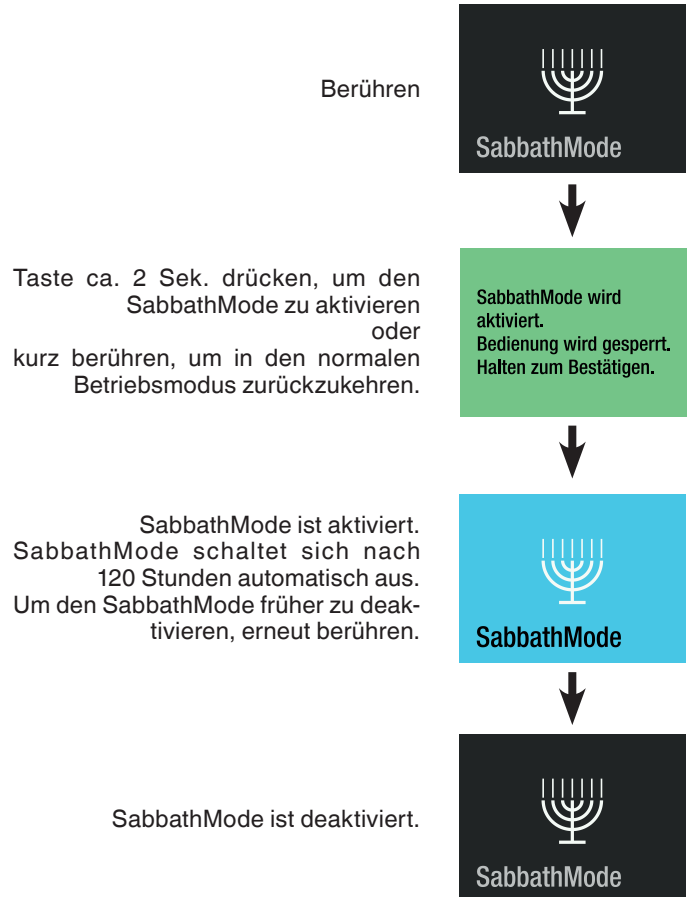 Berühren
SabbathMode
Taste ca. 2 Sek. drücken, um den
SabbathMode zu aktivieren
oder
kurz berühren, um in den normalen
Betriebsmodus zurückzukehren.
SabbathMode wird
aktiviert.
Bedienung wird gesperrt.
Halten zum Bestätigen.
SabbathMode ist aktiviert.
SabbathMode schaltet sich nach
120 Stunden automatisch aus.
Um den SabbathMode früher zu deak-
tivieren, erneut berühren.
SabbathMode
SabbathMode ist deaktiviert.
SabbathMode